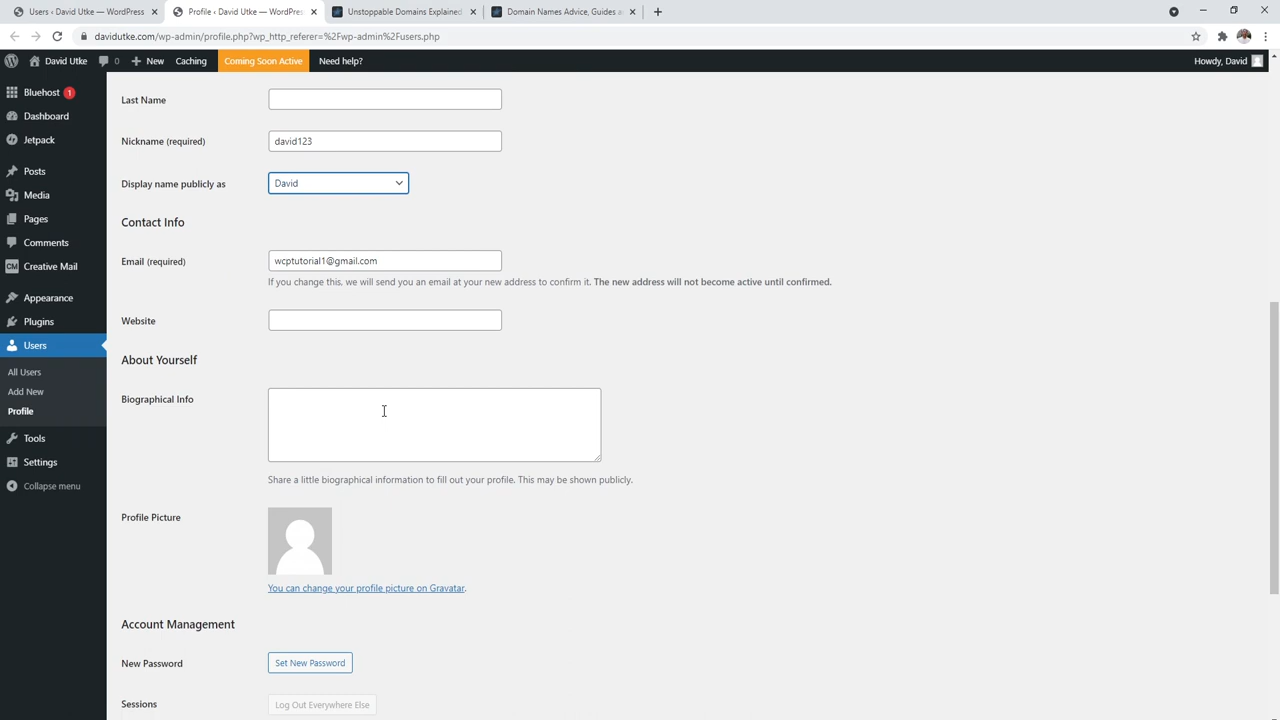 Users ‹ David Utke — WordPress
Profile ‹ David Utke — WordPress
Unstoppable Domains Explained
Domain Names Advice, Guides a
davidutke.com/wp-admin/profile.php?wp_http_referer=%2Fwp-admin%2Fusers.php
David Utke
0
New
Caching
Coming Soon Active
Need help?
Howdy, David
Bluehost 1
Dashboard
Jetpack
Posts
Media
Pages
Comments
CM Creative Mail
Appearance
Plugins
Users
All Users
Add New
Profile
Tools
Settings
Collapse menu
Last Name
Nickname (required)
david123
Display name publicly as
David
Contact Info
Email (required)
wcptutorial1@gmail.com
If you change this, we will send you an email at your new address to confirm it. The new address will not become active until confirmed.
Website
About Yourself
Biographical Info
Share a little biographical information to fill out your profile. This may be shown publicly.
Profile Picture
You can change your profile picture on Gravatar.
Account Management
New Password
Set New Password
Sessions
Log Out Everywhere Else